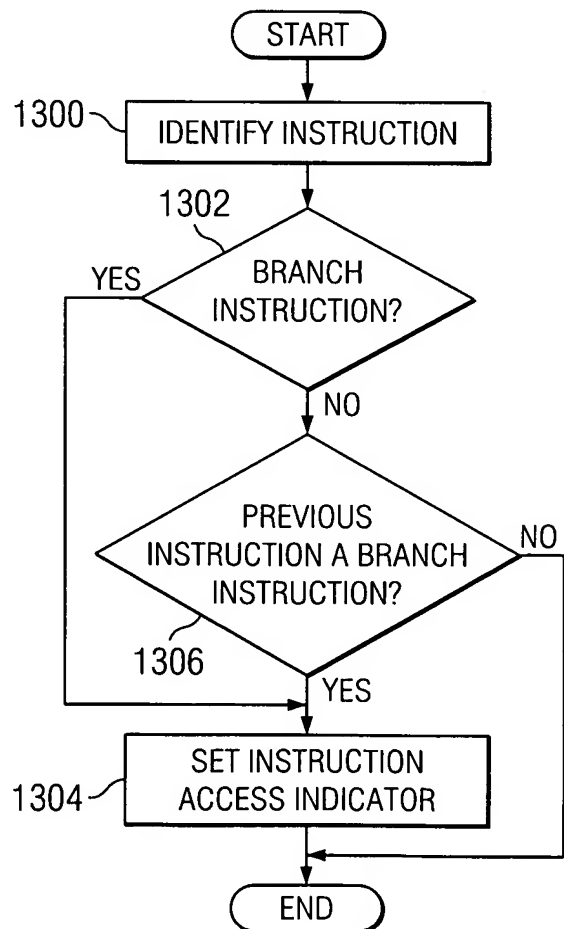 START
1300
IDENTIFY INSTRUCTION
1302
YES
BRANCH
INSTRUCTION?
NO
PREVIOUS
INSTRUCTION A BRANCH
INSTRUCTION?
NO
1306
YES
1304
SET INSTRUCTION
ACCESS INDICATOR
END